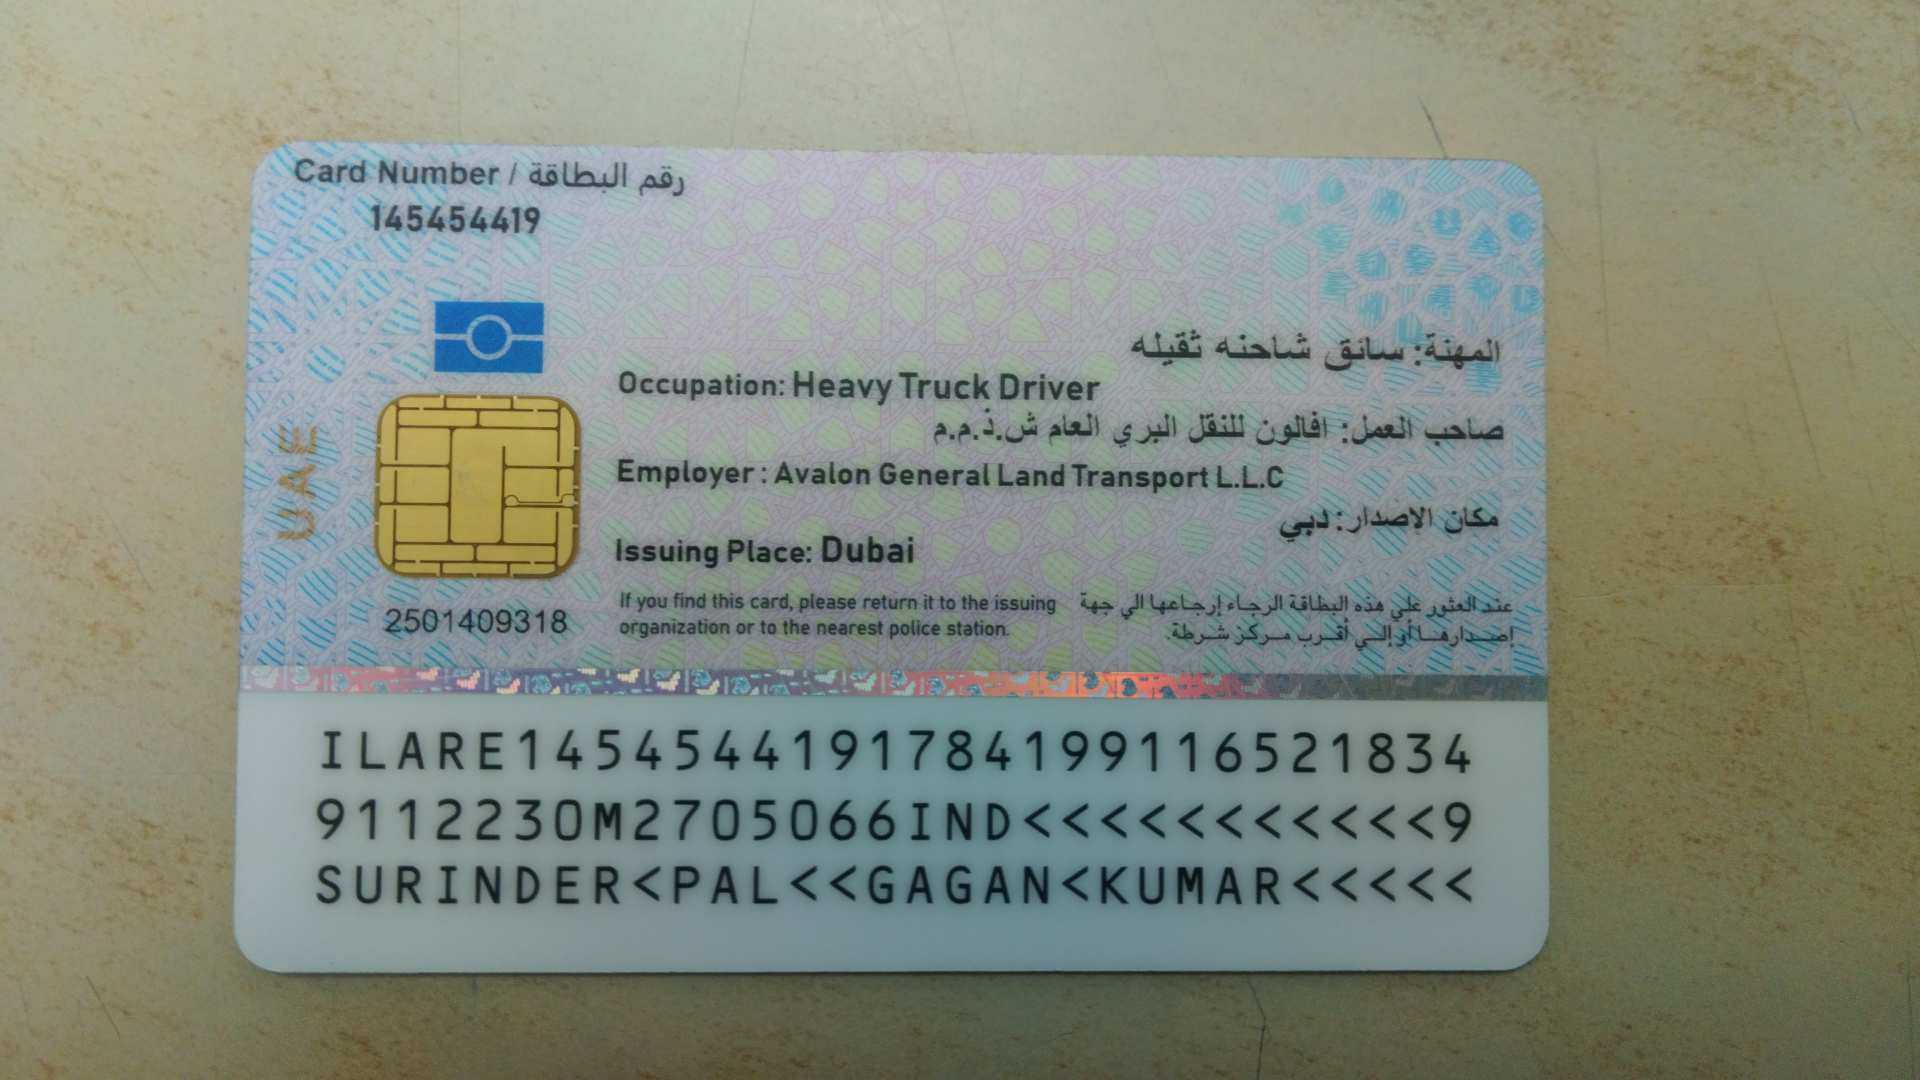 Card Number / رقم البطاقة
145454419
المهنة: سائق شاحنه ثقيله
Occupation: Heavy Truck Driver
صاحب العمل: افالون للنقل البري العام ش.ذ.م.م
Employer : Avalon General Land Transport L.L.C
مكان الإصدار: دبي
Issuing Place: Dubai
UAE
2501409318
If you find this card, please return it to the issuing
organization or to the nearest police station.
عند العثور علي هذه البطاقة الرجاء إرجاعها الي جهة
إصدارها أو إلي أقرب مركز شرطة.
ILARE1454544191784199116521834
9112230M2705066IND<<<<<<<<<<<9
SURINDER<PAL<<GAGAN<KUMAR<<<<<